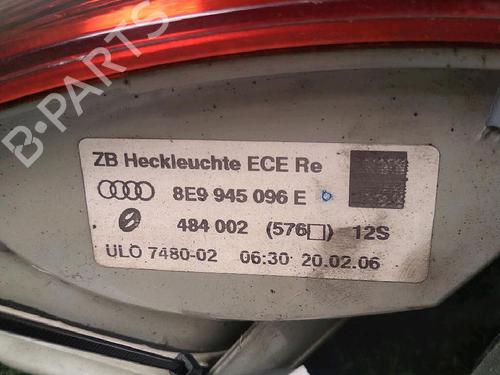 B-PARTS
ZB Heckleuchte ECE Re
8E9 945 096 E
484 002 (576□) 12S
ULO 7480-02 06:30 20.02.06